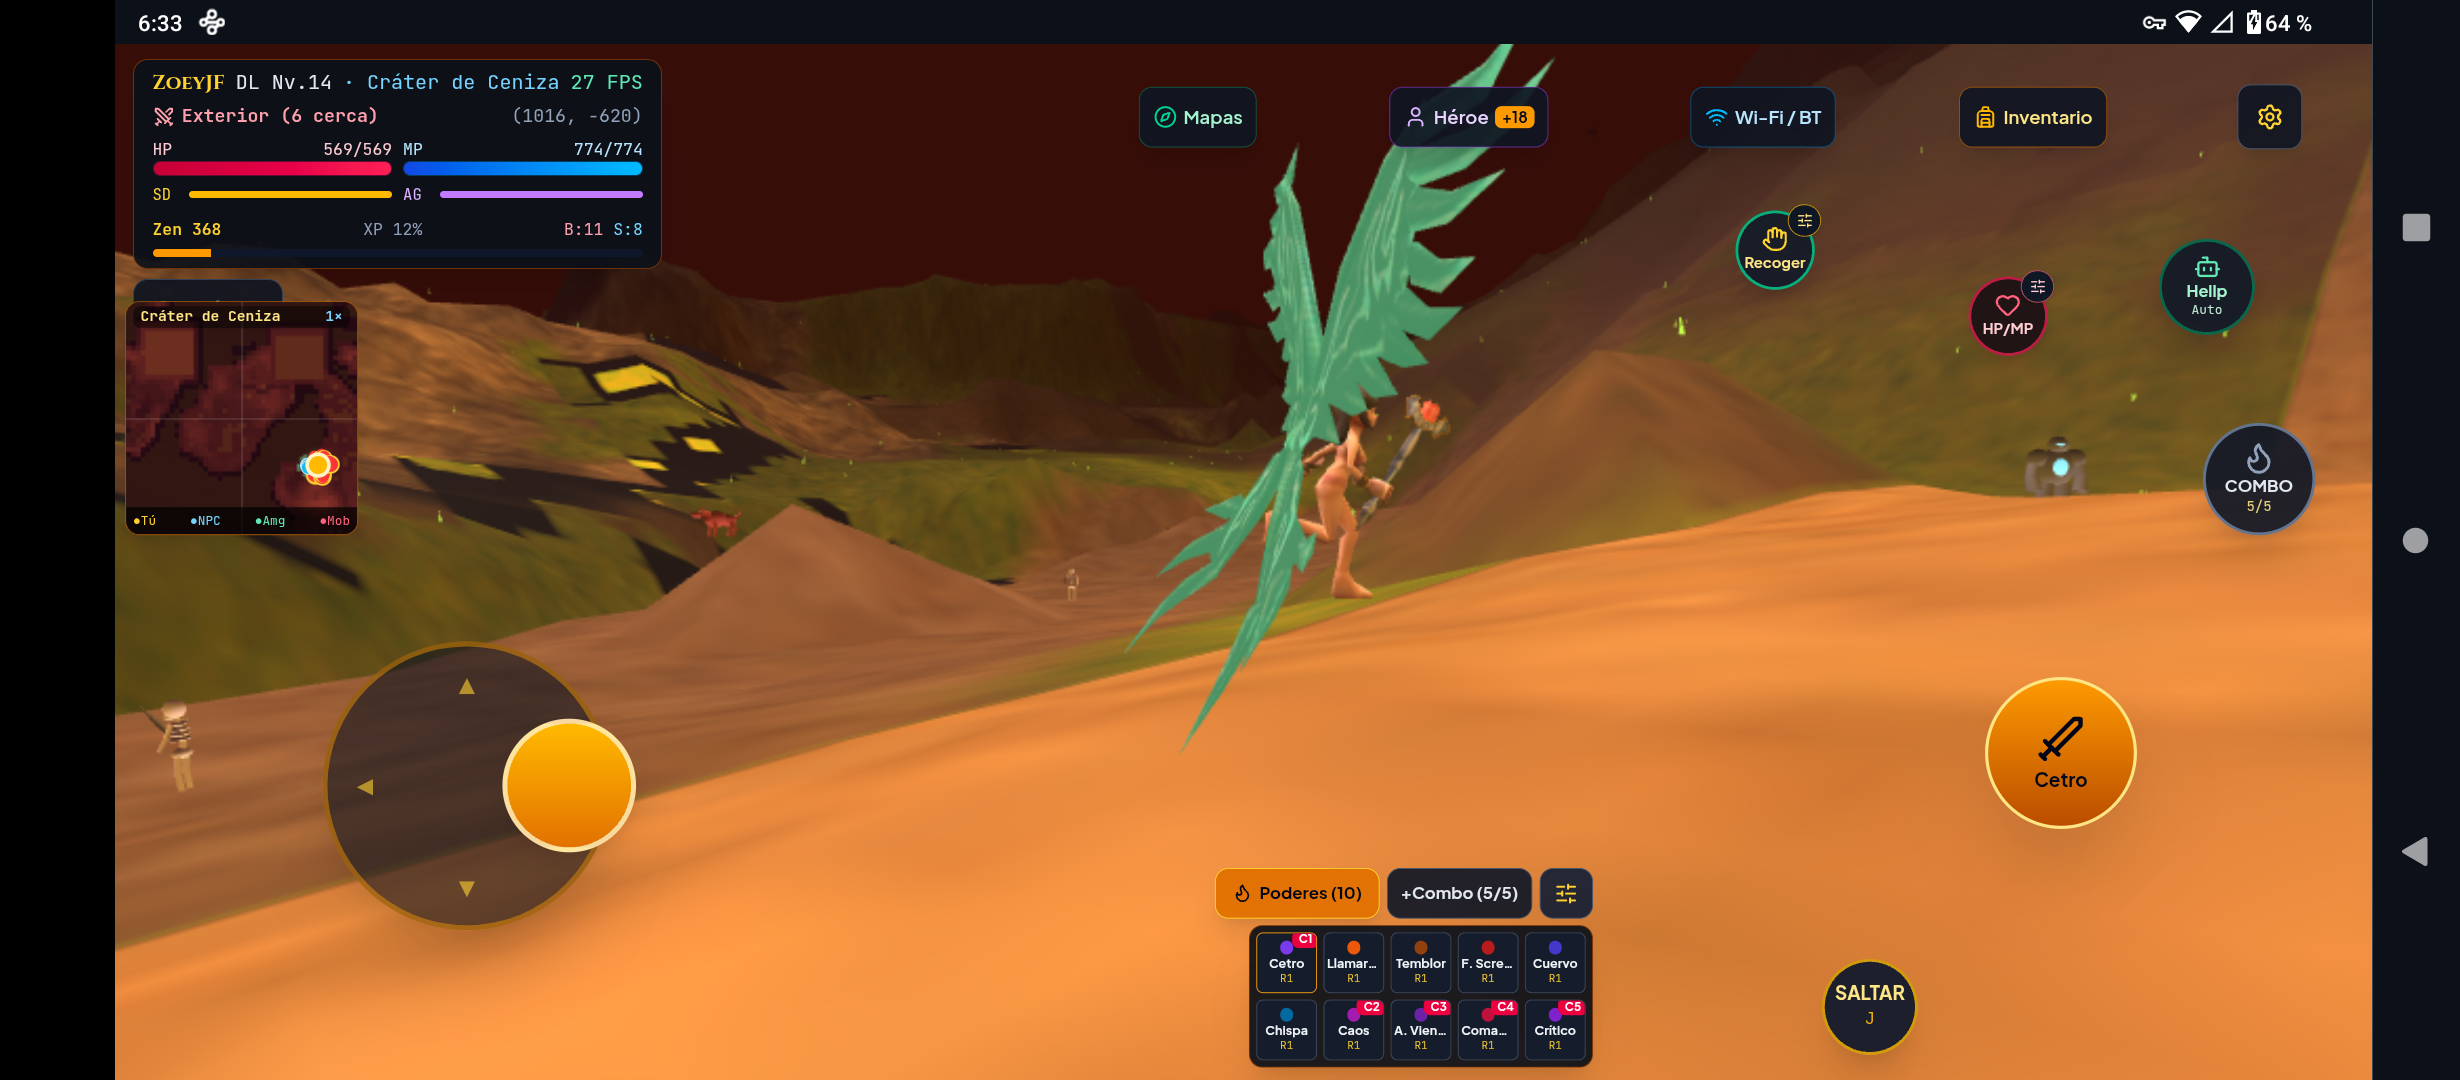 6:33
64 %
ZOEYJF DL Nv.14 · Cráter de Ceniza 27 FPS
Exterior (6 cerca) (1016, -620)
HP 569/569 MP 774/774
SD AG
Zen 368 XP 12% B:11 S:8
Mapas
Héroe +18
Wi-Fi / BT
Inventario
Recoger
HP/MP
Hellp
Auto
Cráter de Ceniza 1×
Tú NPC Amg Mob
COMBO
5/5
Cetro
Poderes (10) +Combo (5/5)
C1
Cetro Llamar... Temblor F. Scre... Cuervo
R1 R1 R1 R1 R1
C2 C3 C4 C5
Chispa Caos A. Vien... Coma... Crítico
R1 R1 R1 R1 R1
SALTAR
J